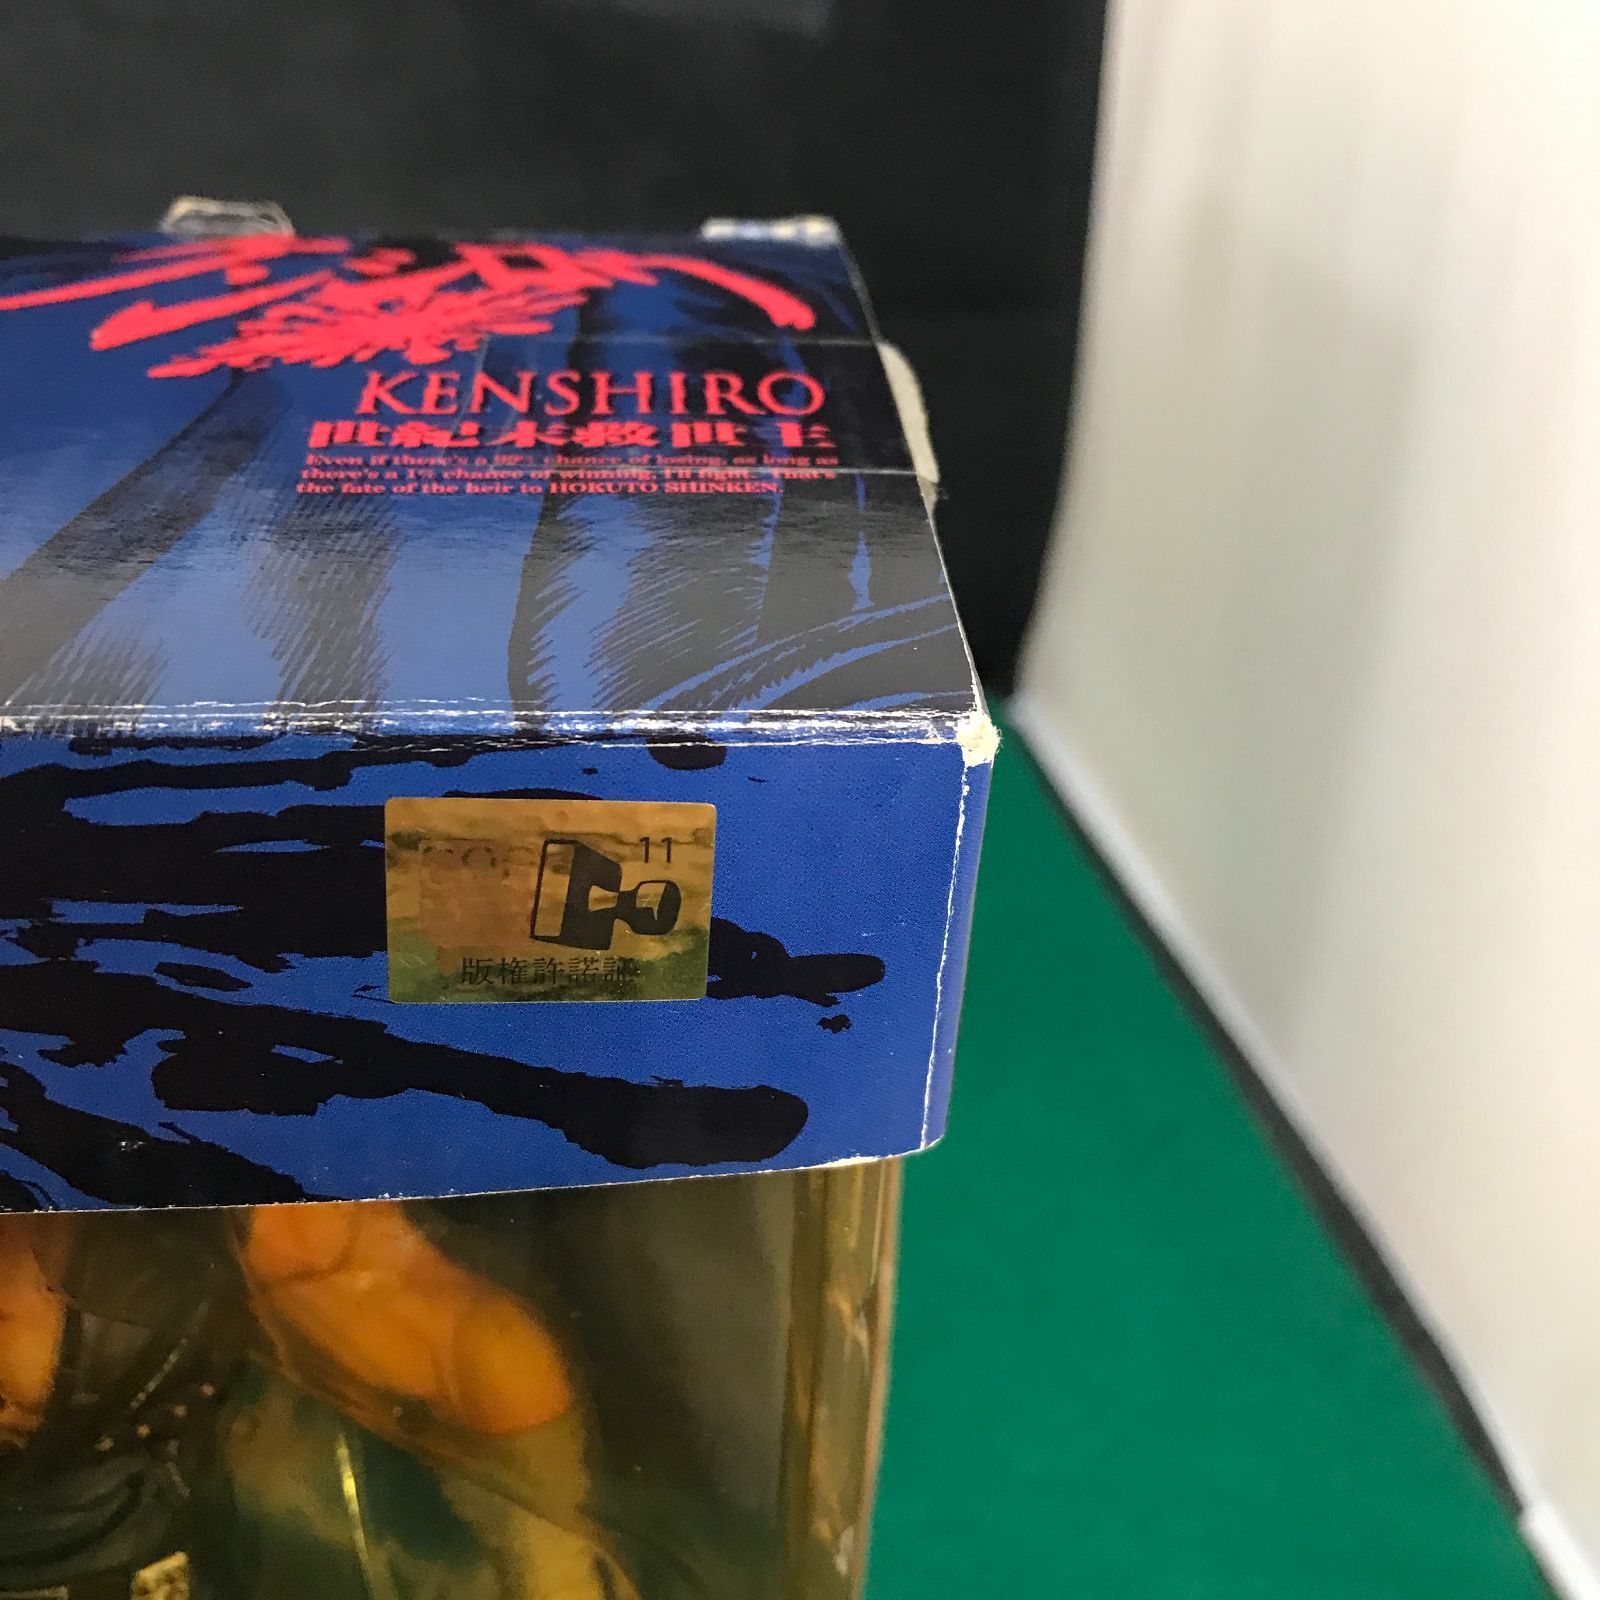 KENSHIRO
世紀末救世主
Even if there's a 99% chance of losing, as long as
there's a 1% chance of winning, I'll fight. That's
the fate of the heir to HOKUTO SHINKEN.
11
版権許諾証